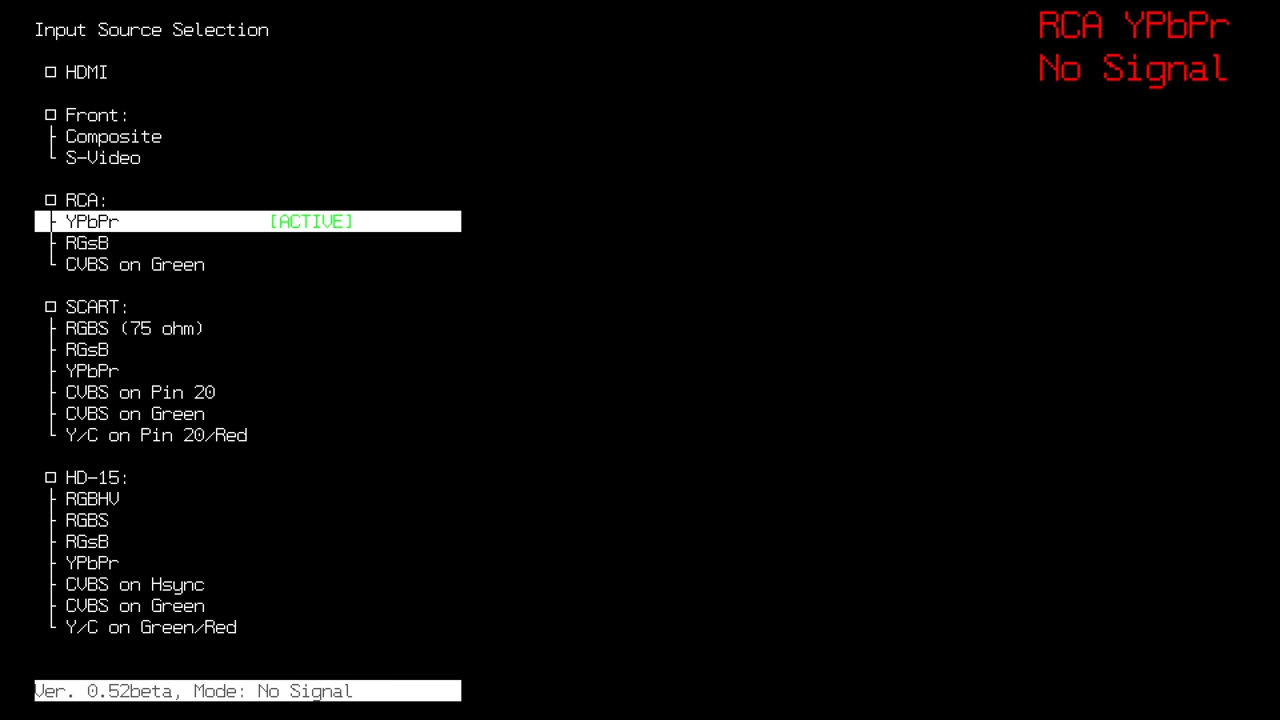 Input Source Selection
HDMI
Front:
Composite
S-Video
RCA:
YPbPr [ACTIVE]
RGsB
CVBS on Green
SCART:
RGBS (75 ohm)
RGsB
YPbPr
CVBS on Pin 20
CVBS on Green
Y/C on Pin 20/Red
HD-15:
RGBHV
RGBS
RGsB
YPbPr
CVBS on Hsync
CVBS on Green
Y/C on Green/Red
Ver. 0.52beta, Mode: No Signal
RCA YPbPr
No Signal